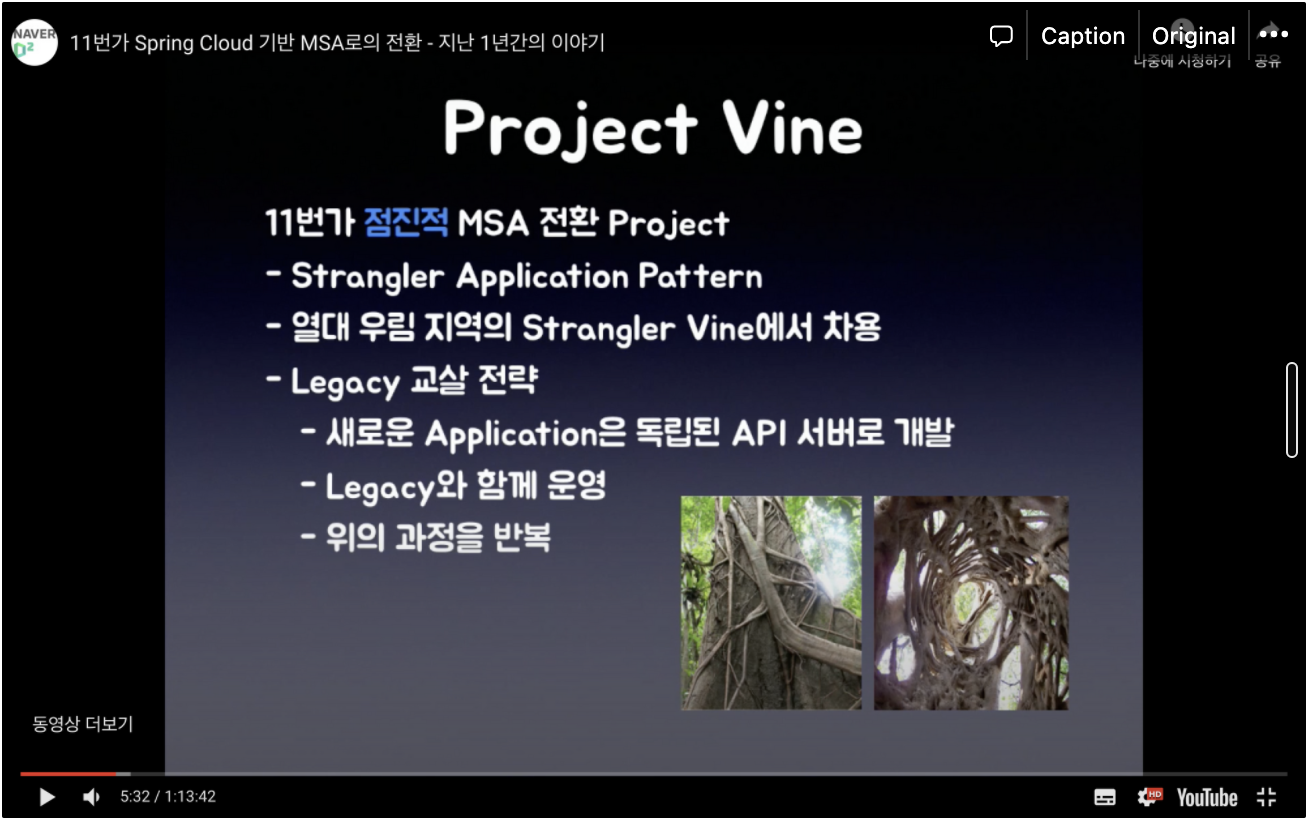 NAVER
D2
11번가 Spring Cloud 기반 MSA로의 전환 - 지난 1년간의 이야기
Caption
Original
나중에 시청하기
공유
Project Vine
11번가 점진적 MSA 전환 Project
- Strangler Application Pattern
- 열대 우림 지역의 Strangler Vine에서 차용
- Legacy 교살 전략
- 새로운 Application은 독립된 API 서버로 개발
- Legacy와 함께 운영
- 위의 과정을 반복
동영상 더보기
5:32 / 1:13:42
HD
YouTube